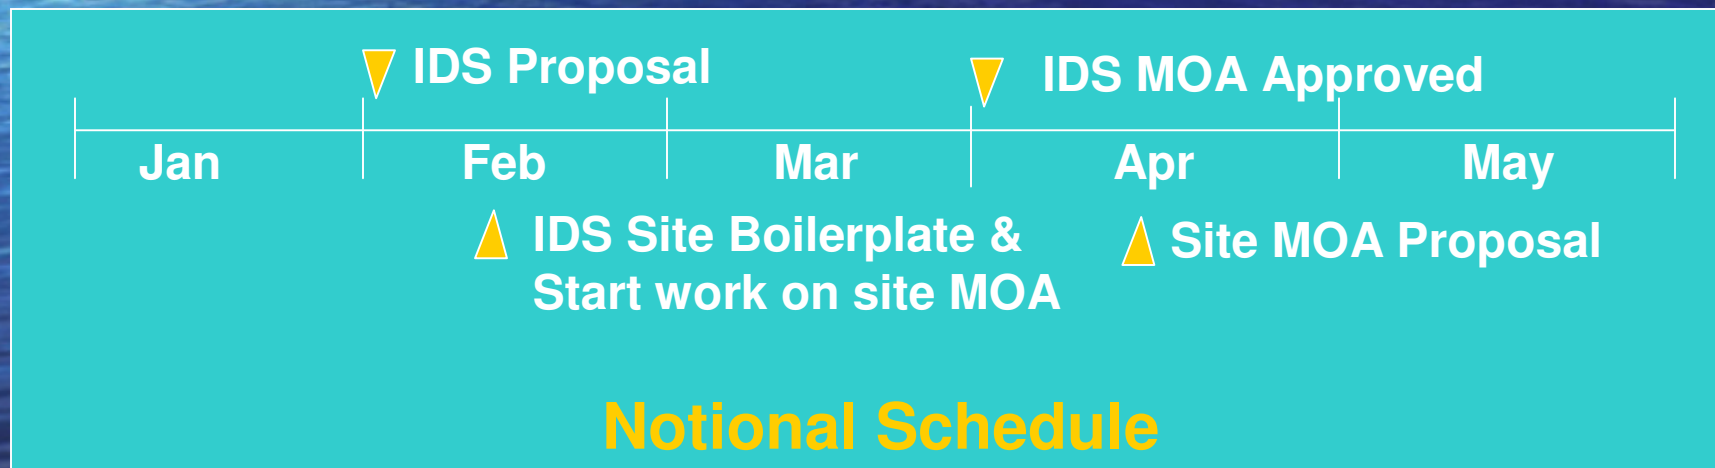 IDS Proposal
IDS MOA Approved
Jan
Feb
Mar
Apr
May
IDS Site Boilerplate &
Start work on site MOA
Site MOA Proposal
Notional Schedule